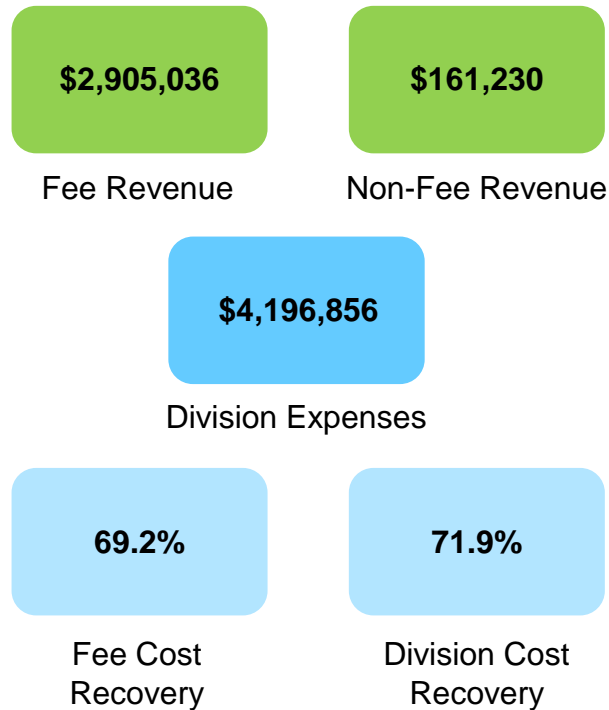 $2,905,036
$161,230
Fee Revenue
Non-Fee Revenue
$4,196,856
Division Expenses
69.2%
71.9%
Fee Cost
Recovery
Division Cost
Recovery